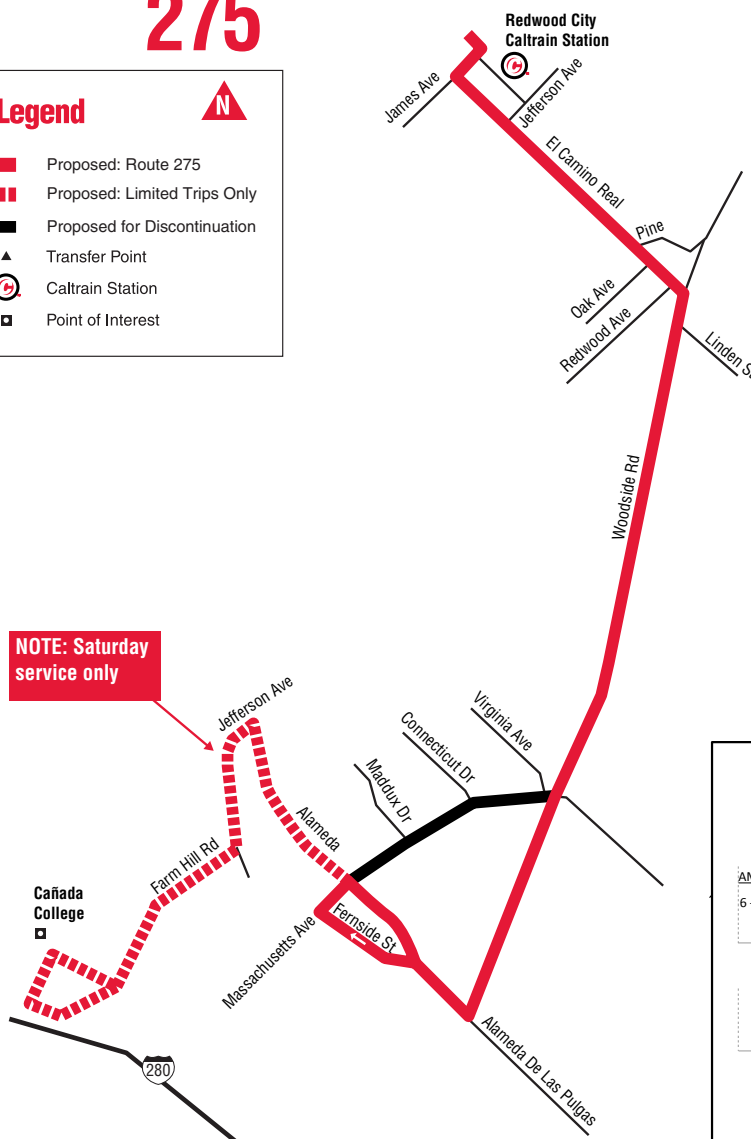 275
Legend
N
Proposed: Route 275
Proposed: Limited Trips Only
Proposed for Discontinuation
Transfer Point
Caltrain Station
Point of Interest
Redwood City
Caltrain Station
James Ave
Jefferson Ave
El Camino Real
Pine
Oak Ave
Redwood Ave
Linden S
Woodside Rd
NOTE: Saturday
service only
Jefferson Ave
Virginia Ave
Connecticut Dr
Maddux Dr
Alameda
Farm Hill Rd
Cañada
College
Fernside St
Massachusetts Ave
Alameda De Las Pulgas
280
6